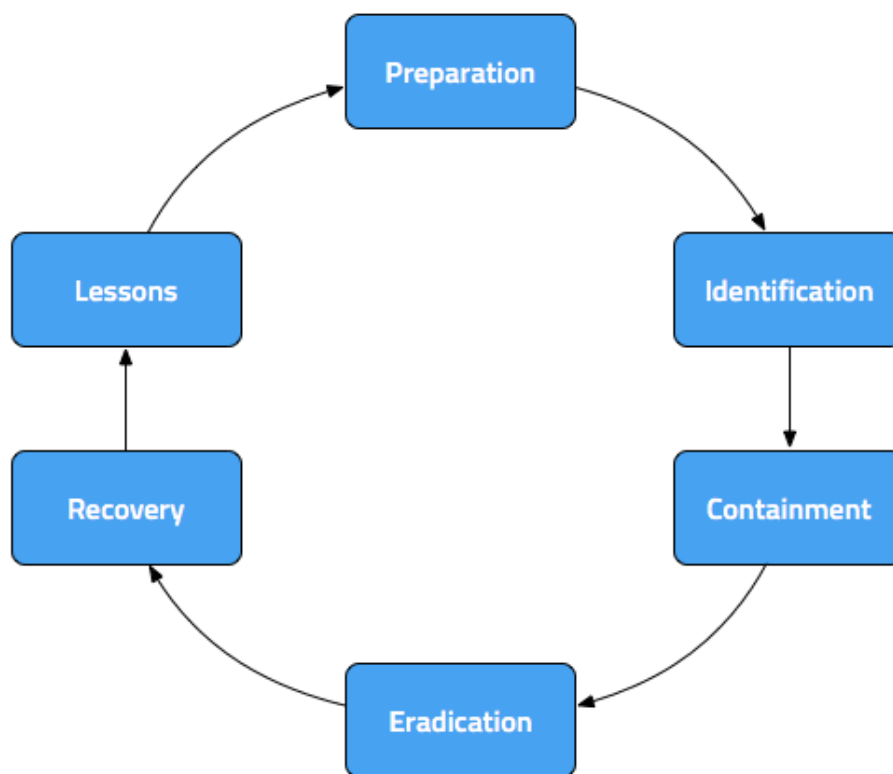 Preparation
Identification
Containment
Eradication
Recovery
Lessons